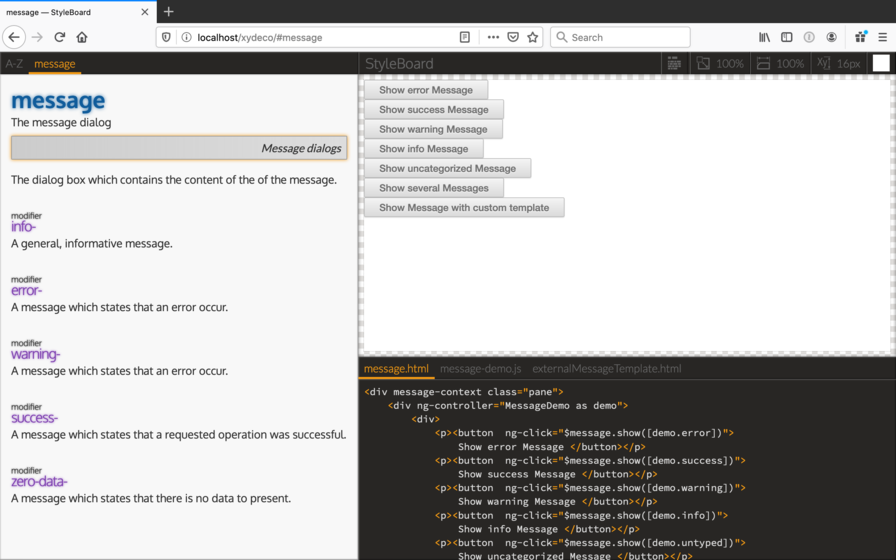 message — StyleBoard
localhost/xydeco/#message
Search
A-Z message
StyleBoard
100%
100%
16px
message
The message dialog
Message dialogs
The dialog box which contains the content of the of the message.
modifier
info-
A general, informative message.
modifier
error-
A message which states that an error occur.
modifier
warning-
A message which states that an error occur.
modifier
success-
A message which states that a requested operation was successful.
modifier
zero-data-
A message which states that there is no data to present.
Show error Message
Show success Message
Show warning Message
Show info Message
Show uncategorized Message
Show several Messages
Show Message with custom template
message.html message-demo.js externalMessageTemplate.html
<div message-context class="pane">
<div ng-controller="MessageDemo as demo">
<div>
<p><button  ng-click="$message.show([demo.error])">
Show error Message </button></p>
<p><button  ng-click="$message.show([demo.success])">
Show success Message </button></p>
<p><button  ng-click="$message.show([demo.warning])">
Show warning Message </button></p>
<p><button  ng-click="$message.show([demo.info])">
Show info Message </button></p>
<p><button  ng-click="$message.show([demo.untyped])">
Show uncategorized Message </button></p>